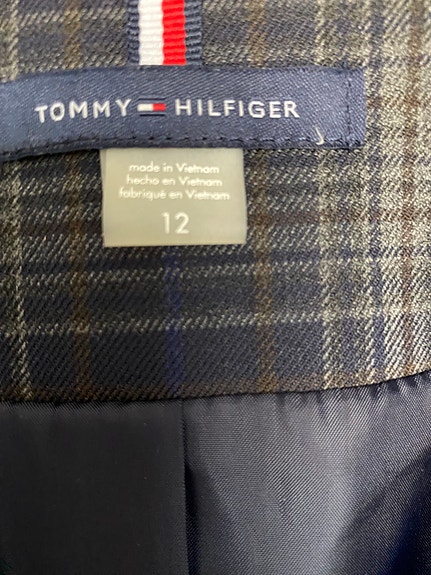 TOMMY HILFIGER
made in Vietnam
hecho en Vietnam
fabriqué en Vietnam
12